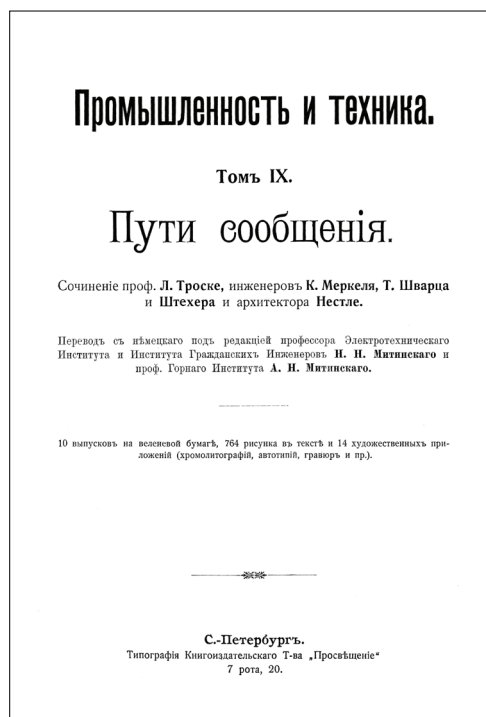 Промышленность и техника.
Томъ IX.
Пути сообщенія.
Сочиненіе проф. Л. Троске, инженеровъ К. Меркеля, Т. Шварца
и Штехера и архитектора Нестле.
Переводъ съ нѣмецкаго подъ редакціей профессора Электротехническаго
Института и Института Гражданскихъ Инженеровъ Н. Н. Митинскаго и
проф. Горнаго Института А. Н. Митинскаго.
10 выпусковъ на веленевой бумагѣ, 764 рисунка въ текстѣ и 14 художественныхъ при-
ложеній (хромолитографій, автотипій, гравюръ и пр.).
С.-Петербургъ.
Типографія Книгоиздательскаго Т-ва „Просвѣщеніе“
7 рота, 20.